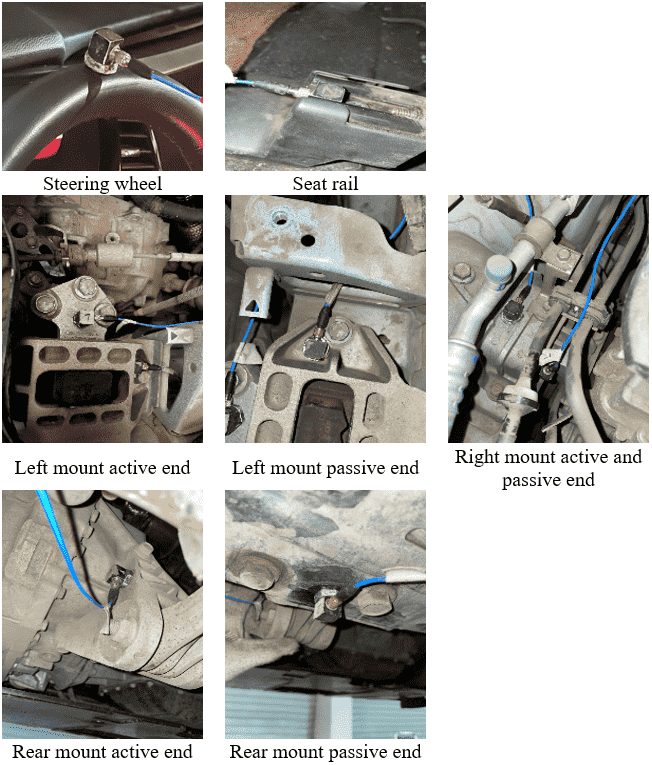 Steering wheel
Seat rail
Left mount active end
Left mount passive end
Right mount active and
passive end
Rear mount active end
Rear mount passive end